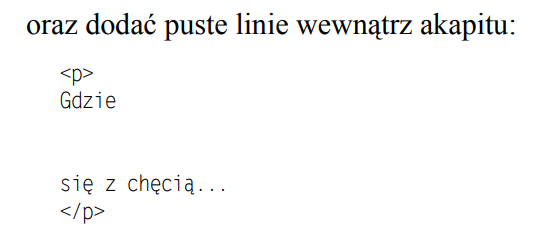 oraz dodać puste linie wewnątrz akapitu:
<p>
Gdzie
się z chęcią...
</p>